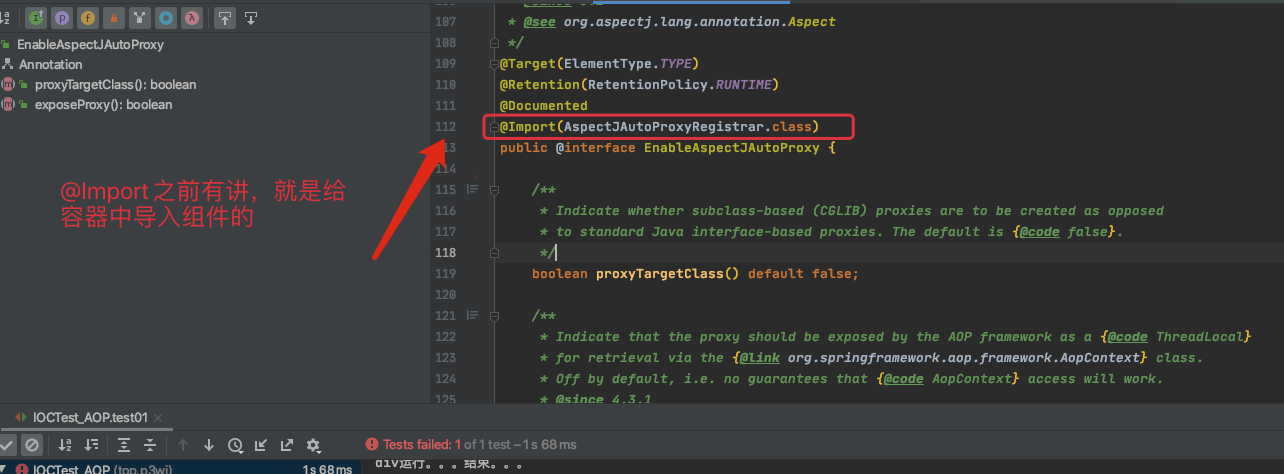 EnableAspectJAutoProxy
Annotation
proxyTargetClass(): boolean
exposeProxy(): boolean
@Import 之前有讲，就是给
容器中导入组件的
107 * @see org.aspectj.lang.annotation.Aspect
108 */
109 @Target(ElementType.TYPE)
110 @Retention(RetentionPolicy.RUNTIME)
111 @Documented
112 @Import(AspectJAutoProxyRegistrar.class)
113 public @interface EnableAspectJAutoProxy {
114
115 /**
116 * Indicate whether subclass-based (CGLIB) proxies are to be created as opposed
117 * to standard Java interface-based proxies. The default is {@code false}.
118 */
119 boolean proxyTargetClass() default false;
120
121 /**
122 * Indicate that the proxy should be exposed by the AOP framework as a {@code ThreadLocal}
123 * for retrieval via the {@link org.springframework.aop.framework.AopContext} class.
124 * Off by default, i.e. no guarantees that {@code AopContext} access will work.
125 * @since 4.3.1
IOCTest_AOP.test01
Tests failed: 1 of 1 test – 1 s 68 ms
IOCTest_AOP (top.p3wj) 1 s 68 ms
div运行。。。结束。。。